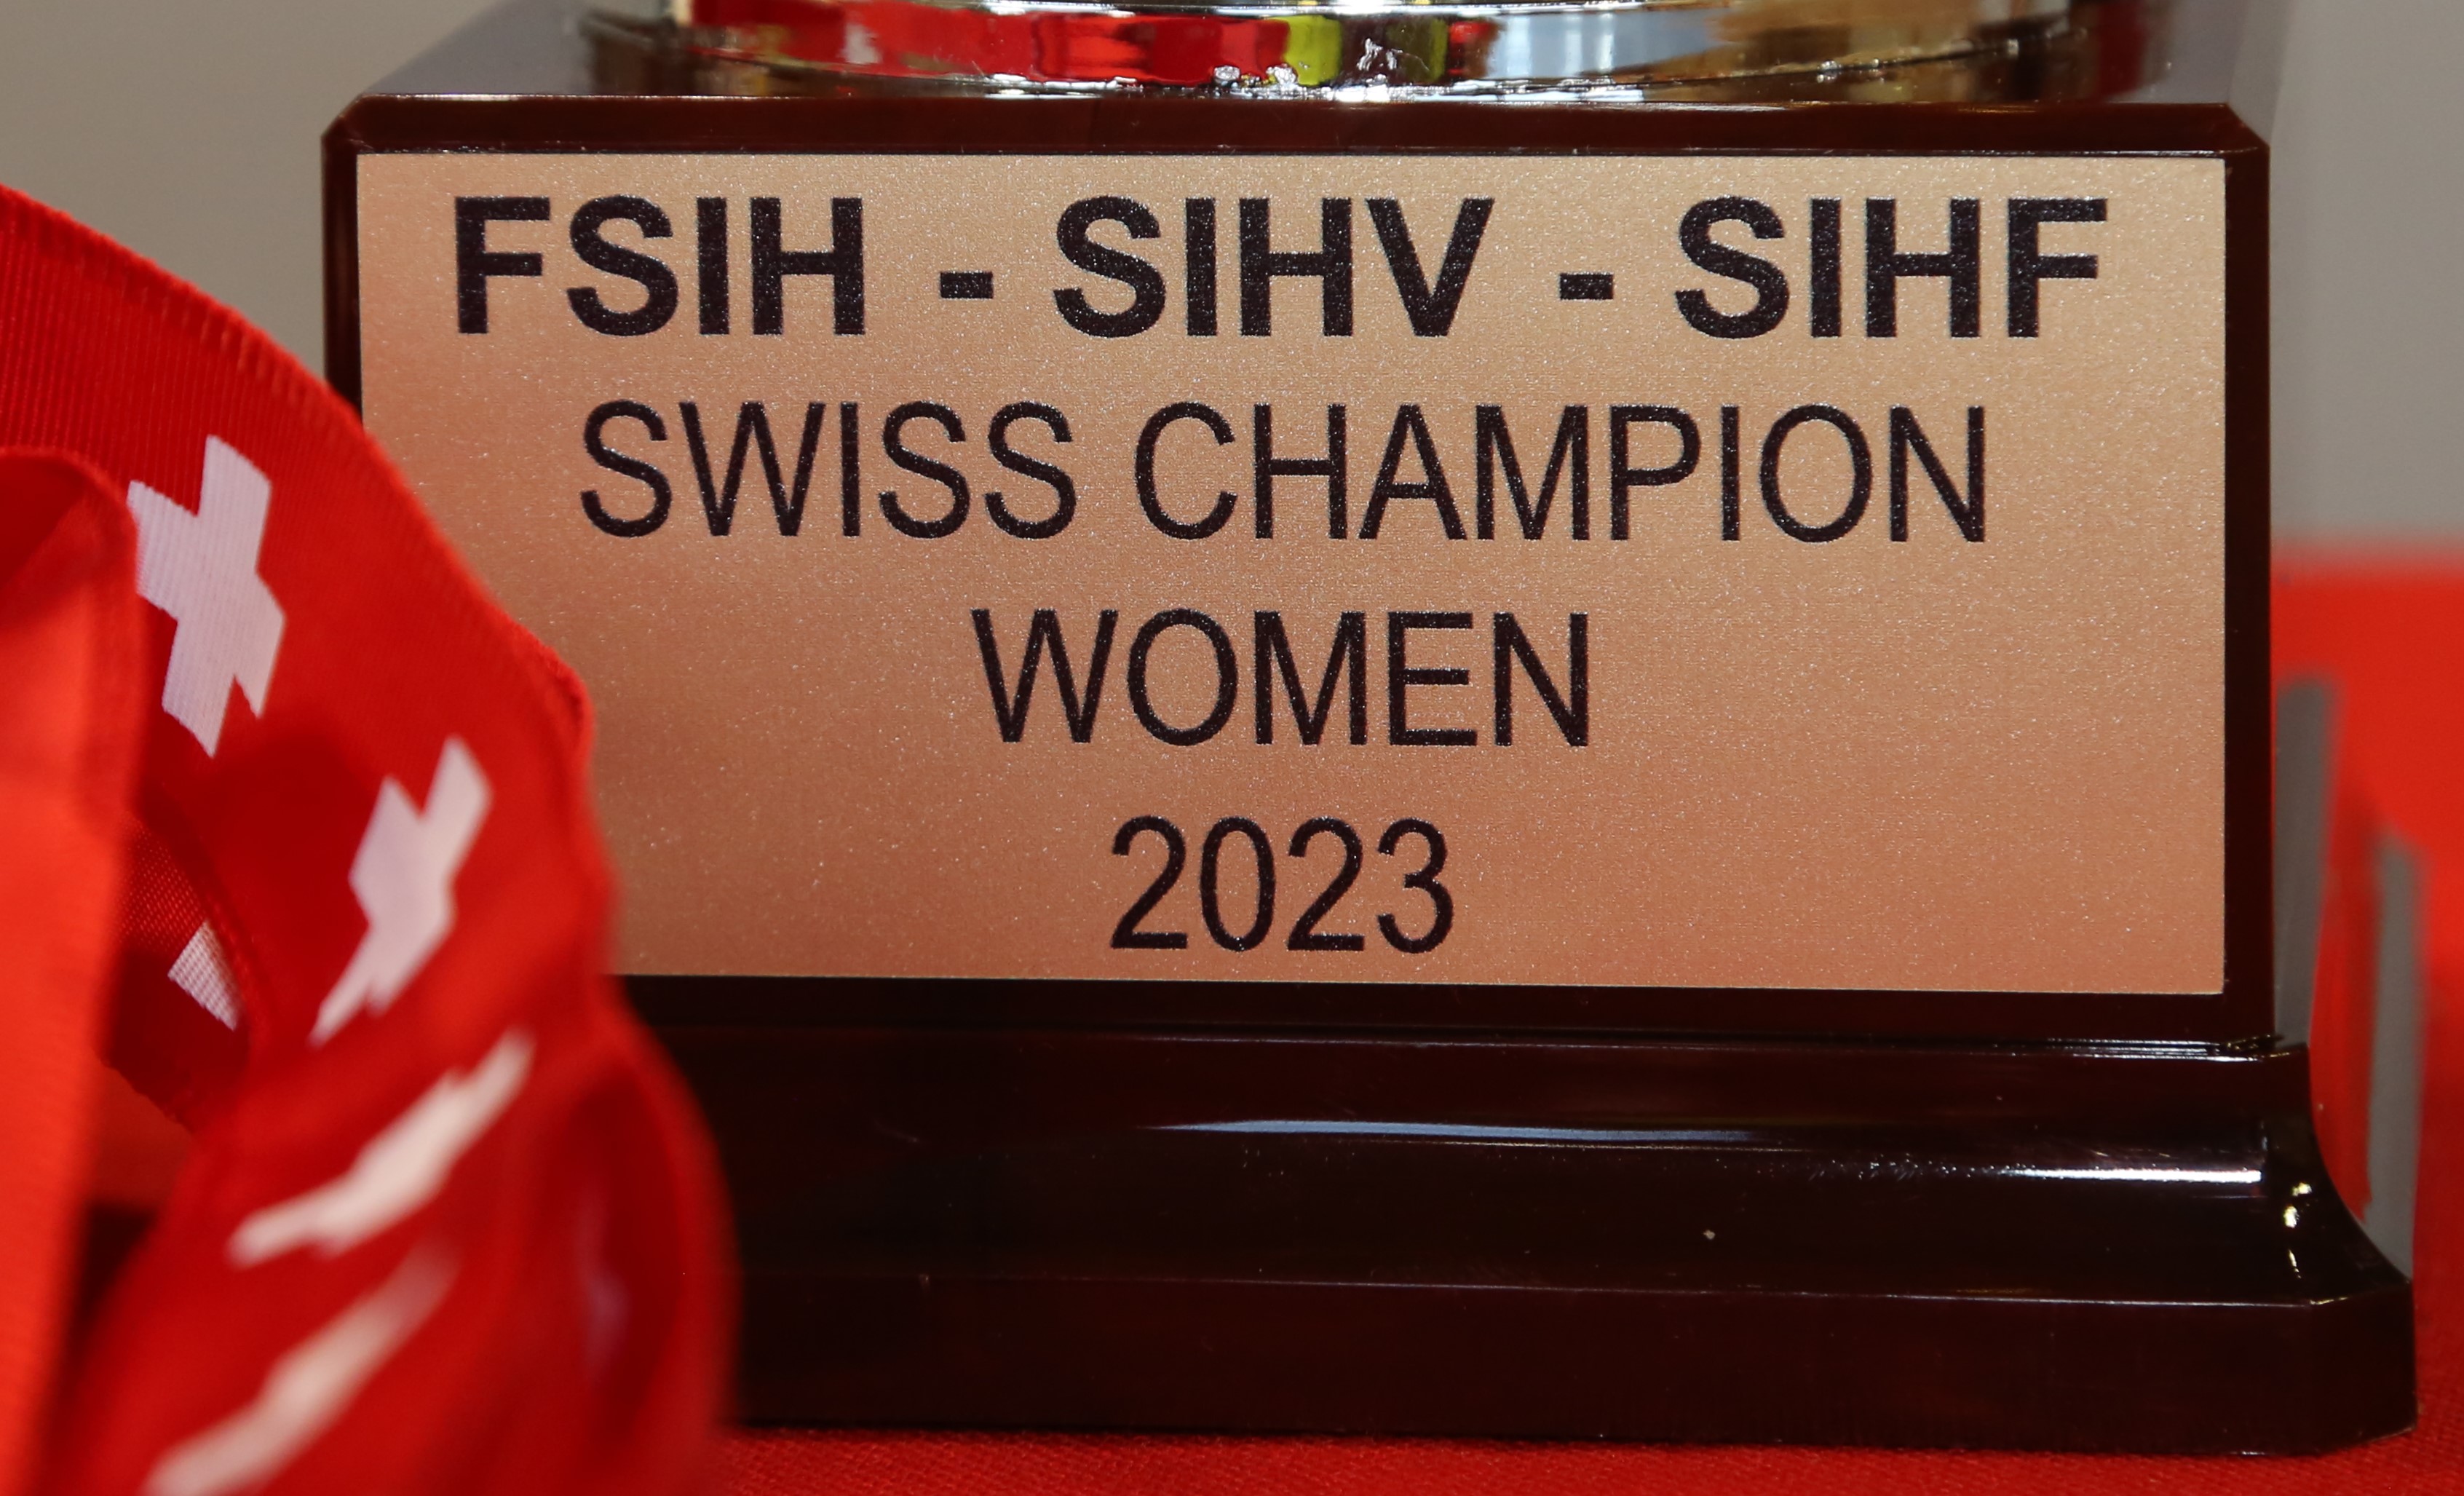 FSIH - SIHV - SIHF
SWISS CHAMPION
WOMEN
2023